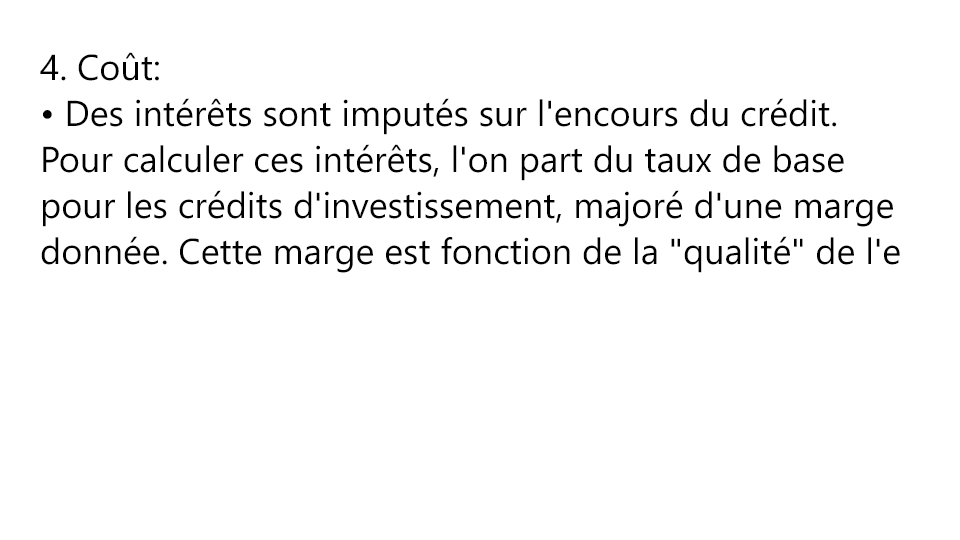 4. Coût:
• Des intérêts sont imputés sur l'encours du crédit.
Pour calculer ces intérêts, l'on part du taux de base
pour les crédits d'investissement, majoré d'une marge
donnée. Cette marge est fonction de la "qualité" de l'e